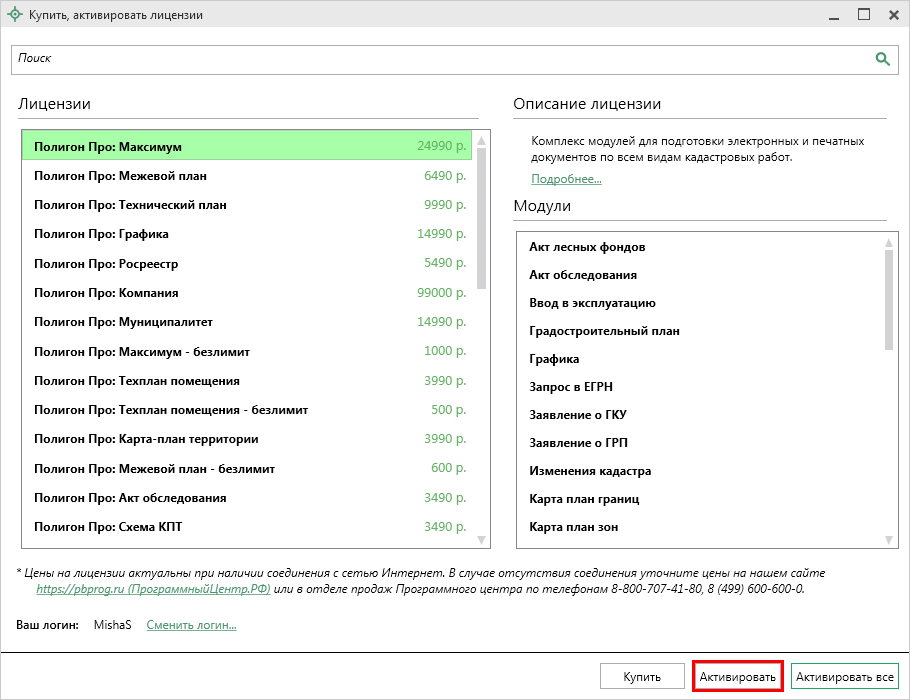 Купить, активировать лицензии
Поиск
Лицензии
Полигон Про: Максимум 24990 р.
Полигон Про: Межевой план 6490 р.
Полигон Про: Технический план 9990 р.
Полигон Про: Графика 14990 р.
Полигон Про: Росреестр 5490 р.
Полигон Про: Компания 99000 р.
Полигон Про: Муниципалитет 14990 р.
Полигон Про: Максимум - безлимит 1000 р.
Полигон Про: Техплан помещения 3990 р.
Полигон Про: Техплан помещения - безлимит 500 р.
Полигон Про: Карта-план территории 3990 р.
Полигон Про: Межевой план - безлимит 600 р.
Полигон Про: Акт обследования 3490 р.
Полигон Про: Схема КПТ 3490 р.
Описание лицензии
Комплекс модулей для подготовки электронных и печатных
документов по всем видам кадастровых работ.
Подробнее...
Модули
Акт лесных фондов
Акт обследования
Ввод в эксплуатацию
Градостроительный план
Графика
Запрос в ЕГРН
Заявление о ГКУ
Заявление о ГРП
Изменения кадастра
Карта план границ
Карта план зон
* Цены на лицензии актуальны при наличии соединения с сетью Интернет. В случае отсутствия соединения уточните цены на нашем сайте
https://pbprog.ru (ПрограммныйЦентр.РФ) или в отделе продаж Программного центра по телефонам 8-800-707-41-80, 8 (499) 600-600-0.
Ваш логин: MishaS Сменить логин...
Купить Активировать Активировать все